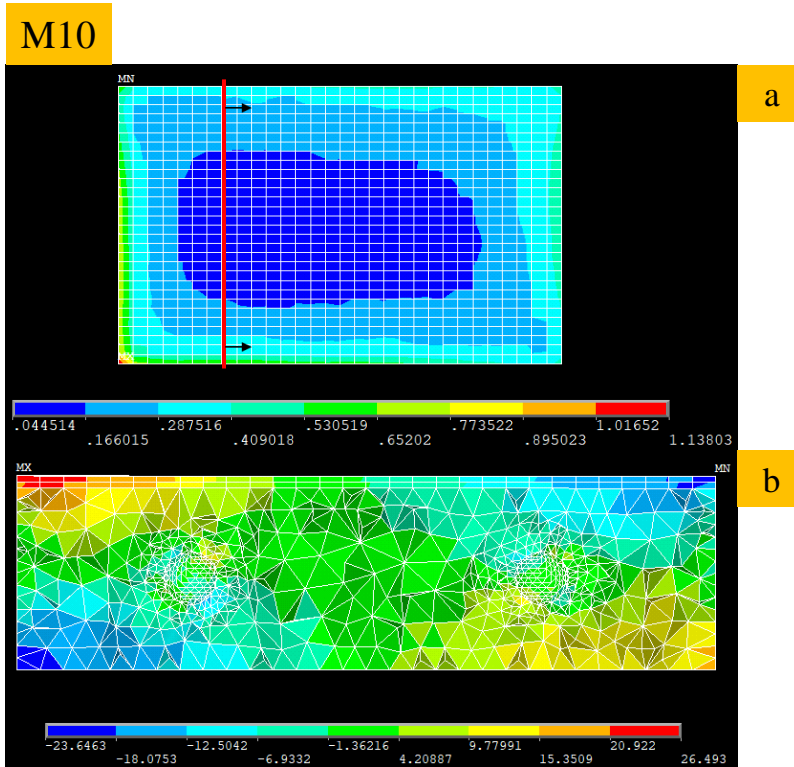 M10
a
MN
MX
.044514 .287516 .530519 .773522 1.01652
.166015 .409018 .65202 .895023 1.13803
b
MX MN
-23.6463 -12.5042 -1.36216 9.77991 20.922
-18.0753 -6.9332 4.20887 15.3509 26.493